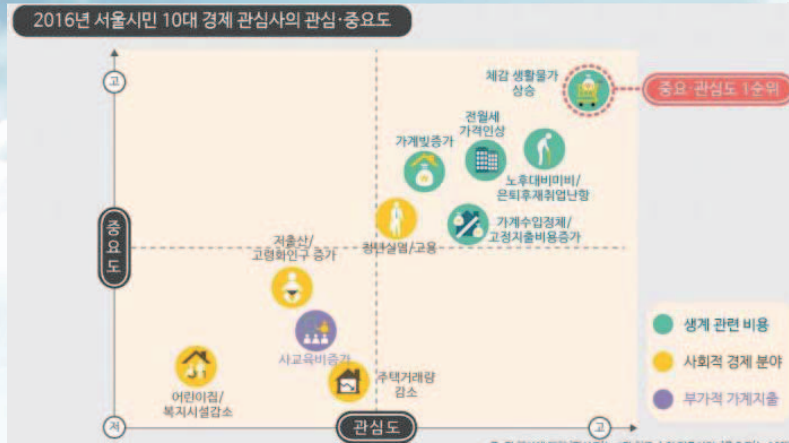 2016년 서울시민 10대 경제 관심사의 관심·중요도
고
체감 생활물가
상승
중요·관심도 1순위
전월세
가격인상
가계빚증가
노후대비미비/
은퇴후재취업난항
가계수입정체/
고정지출비용증가
청년실업/고용
중요도
저출산/
고령화인구 증가
사교육비증가
주택거래량
감소
어린이집/
복지시설감소
생계 관련 비용
사회적 경제 분야
부가적 가계지출
저
관심도
고